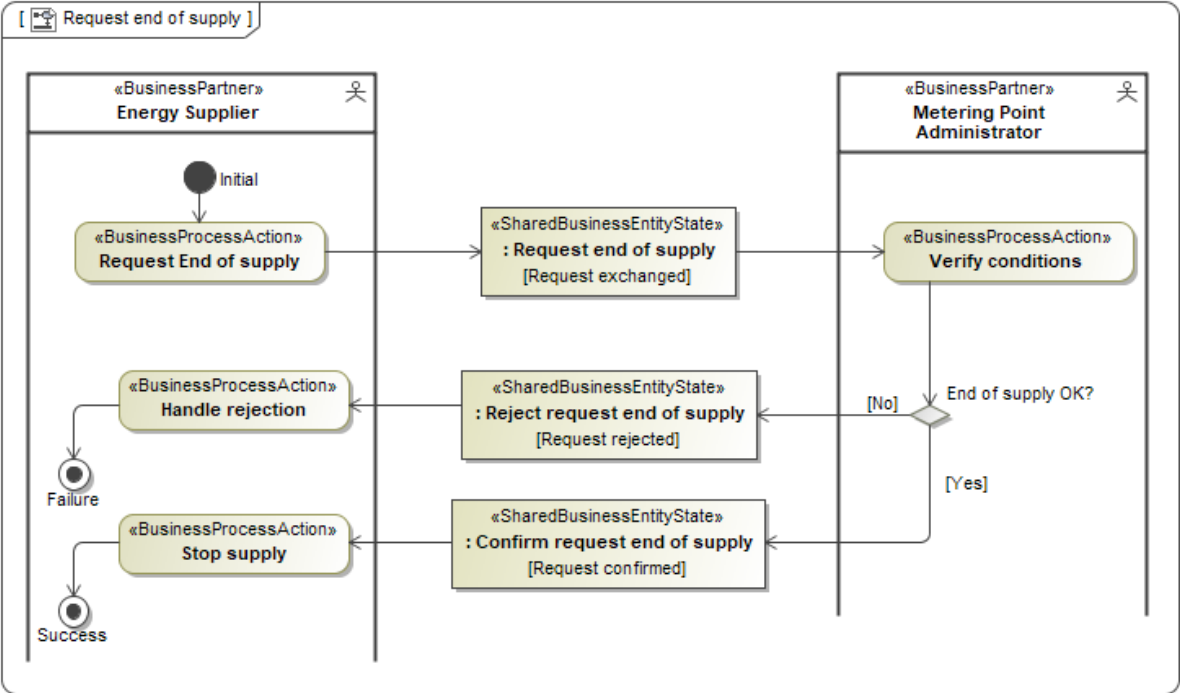 [ Request end of supply ]
«BusinessPartner»
Energy Supplier
«BusinessPartner»
Metering Point
Administrator
Initial
«BusinessProcessAction»
Request End of supply
«SharedBusinessEntityState»
: Request end of supply
[Request exchanged]
«BusinessProcessAction»
Verify conditions
End of supply OK?
[No]
«SharedBusinessEntityState»
: Reject request end of supply
[Request rejected]
«BusinessProcessAction»
Handle rejection
Failure
[Yes]
«SharedBusinessEntityState»
: Confirm request end of supply
[Request confirmed]
«BusinessProcessAction»
Stop supply
Success